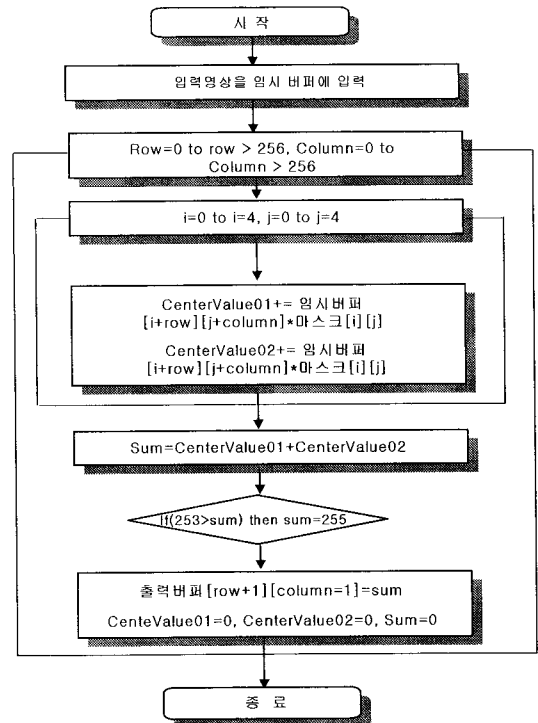 시 작
입력영상을 임시 버퍼에 입력
Row=0 to row > 256, Column=0 to
Column > 256
i=0 to i=4, j=0 to j=4
CenterValue01+= 임시버퍼
[i+row][j+column]*마스크[i][j]
CenterValue02+= 임시버퍼
[i+row][j+column]*마스크[i][j]
Sum=CenterValue01+CenterValue02
If(253>sum) then sum=255
출력버퍼[row+1][column=1]=sum
CenteValue01=0, CenterValue02=0, Sum=0
종 료